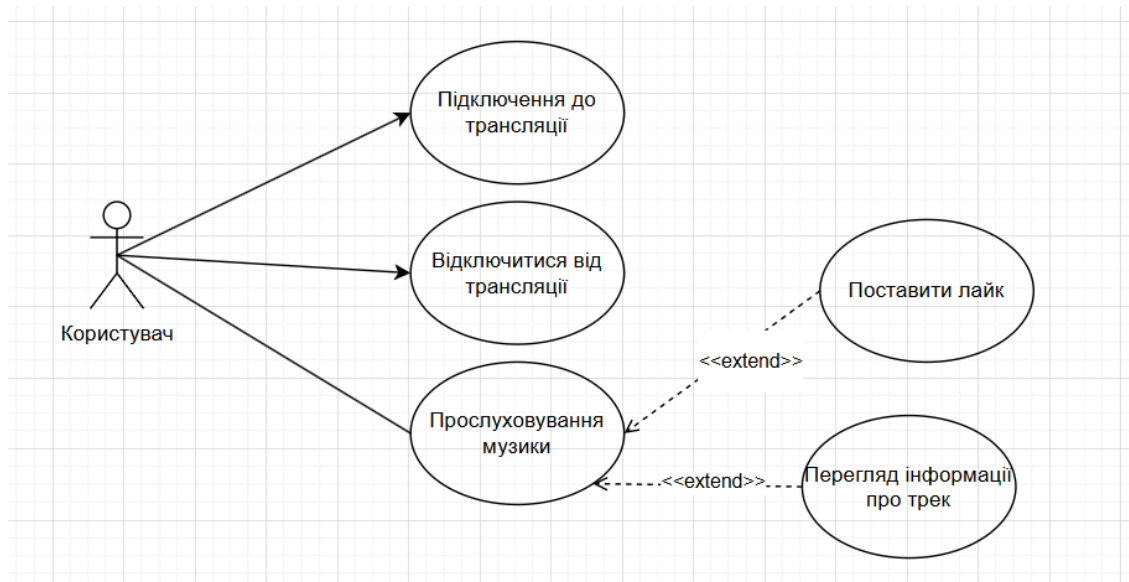 Підключення до
трансляції
Відключитися від
трансляції
Користувач
Прослуховування
музики
Поставити лайк
<<extend>>
<<extend>>
Перегляд інформації
про трек